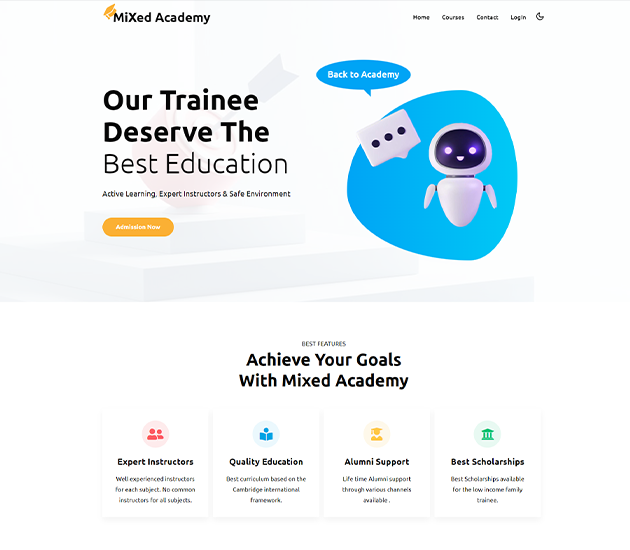 MiXed Academy
Home Courses Contact Login
Back to Academy
Our Trainee
Deserve The
Best Education
Active Learning, Expert Instructors & Safe Environment
Admission Now
BEST FEATURES
Achieve Your Goals
With Mixed Academy
Expert Instructors
Well experienced instructors
for each subject. No common
instructors for all subjects.
Quality Education
Best curriculum based on the
Cambridge international
framework.
Alumni Support
Life time Alumni support
through various channels
available .
Best Scholarships
Best Scholarships available
for the low income family
trainee.